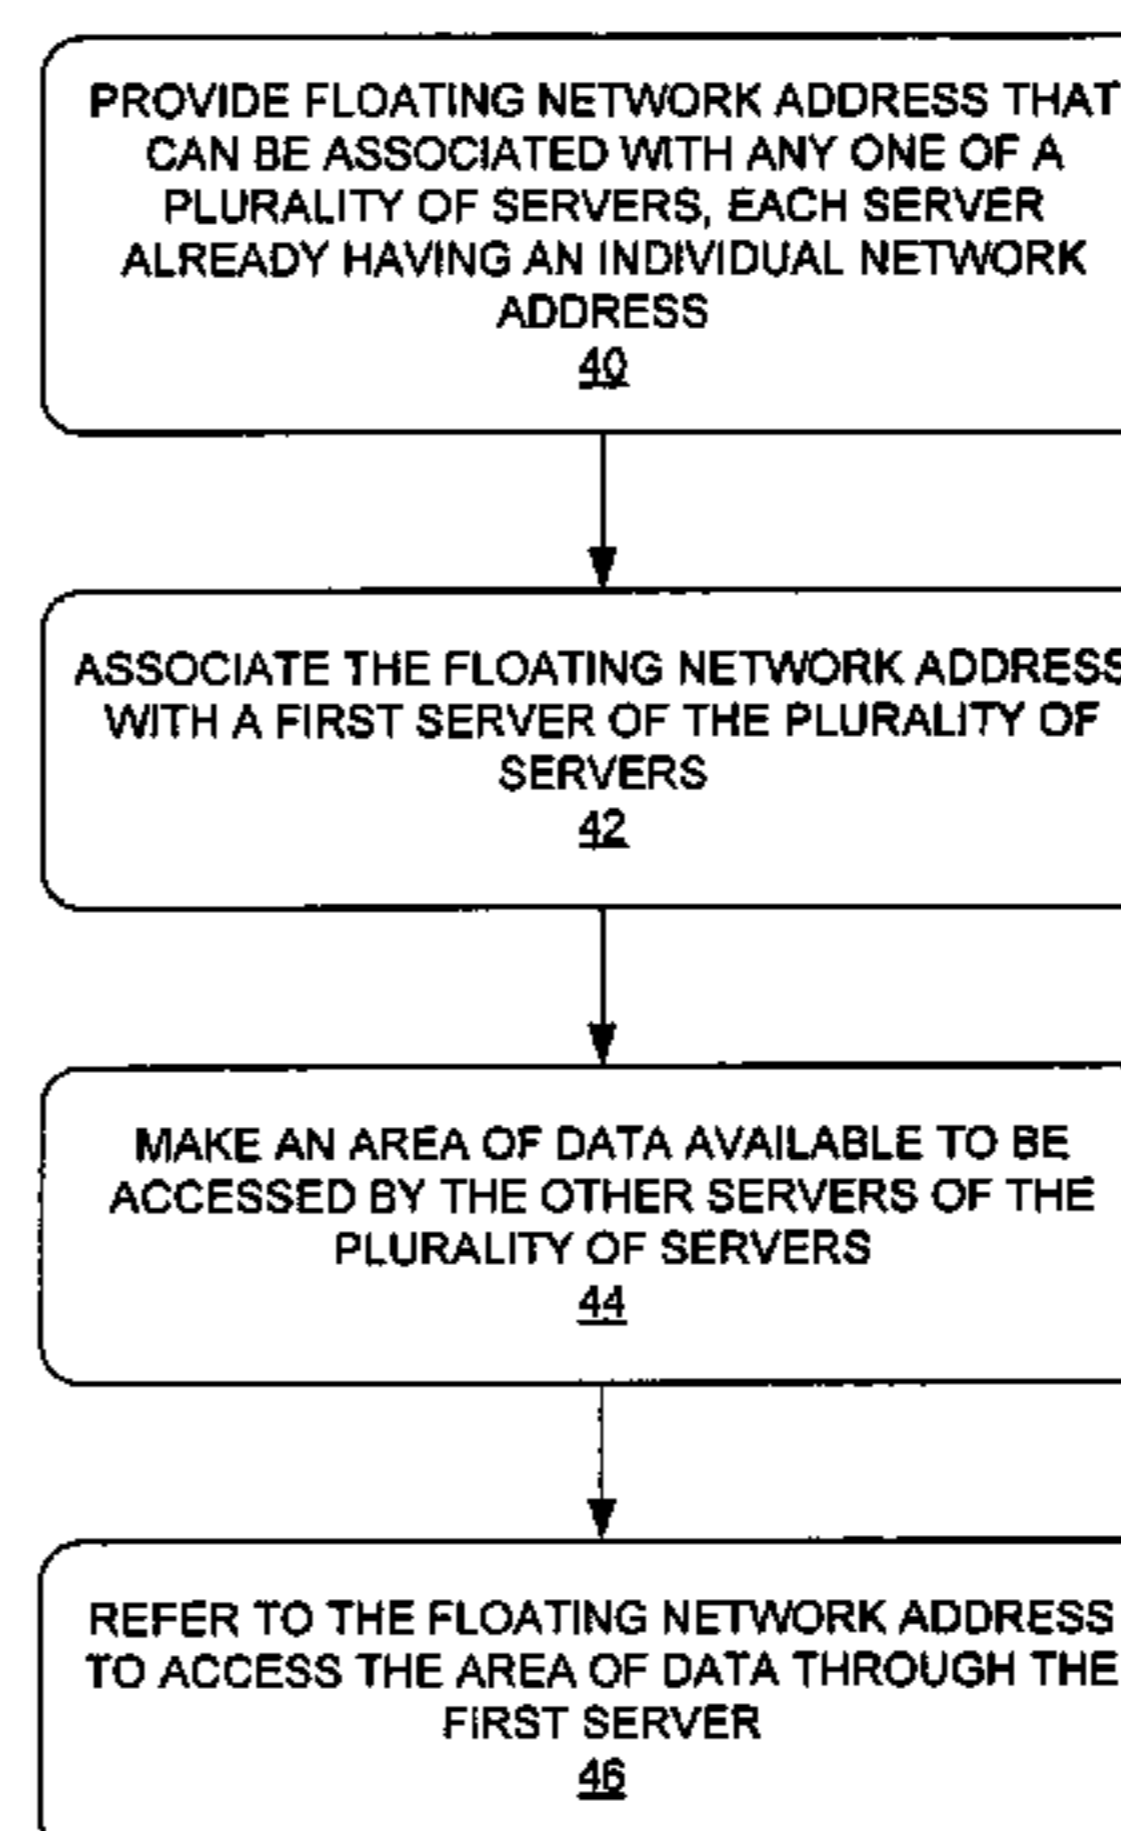 PROVIDE FLOATING NETWORK ADDRESS THAT
CAN BE ASSOCIATED WITH ANY ONE OF A
PLURALITY OF SERVERS, EACH SERVER
ALREADY HAVING AN INDIVIDUAL NETWORK
ADDRESS
40
ASSOCIATE THE FLOATING NETWORK ADDRESS
WITH A FIRST SERVER OF THE PLURALITY OF
SERVERS
42
MAKE AN AREA OF DATA AVAILABLE TO BE
ACCESSED BY THE OTHER SERVERS OF THE
PLURALITY OF SERVERS
44
REFER TO THE FLOATING NETWORK ADDRESS
TO ACCESS THE AREA OF DATA THROUGH THE
FIRST SERVER
46